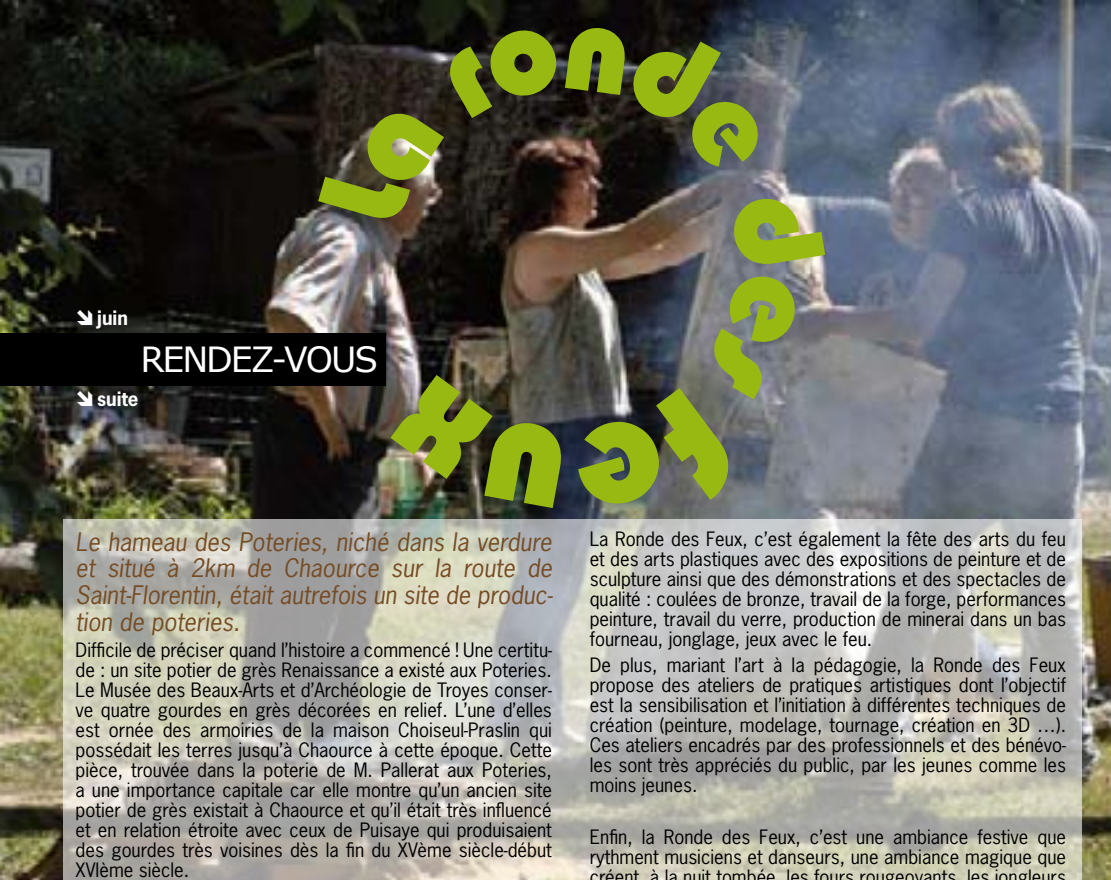 la ronde des feux
juin
RENDEZ-VOUS
suite
Le hameau des Poteries, niché dans la verdure
et situé à 2km de Chaource sur la route de
Saint-Florentin, était autrefois un site de produc-
tion de poteries.
Difficile de préciser quand l'histoire a commencé ! Une certitu-
de : un site potier de grès Renaissance a existé aux Poteries.
Le Musée des Beaux-Arts et d'Archéologie de Troyes conser-
ve quatre gourdes en grès décorées en relief. L'une d'elles
est ornée des armoiries de la maison Choiseul-Praslin qui
possédait les terres jusqu'à Chaource à cette époque. Cette
pièce, trouvée dans la poterie de M. Pallerat aux Poteries,
a une importance capitale car elle montre qu'un ancien site
potier de grès existait à Chaource et qu'il était très influencé
et en relation étroite avec ceux de Puisaye qui produisaient
des gourdes très voisines dès la fin du XVème siècle-début
XVIème siècle.
La Ronde des Feux, c'est également la fête des arts du feu
et des arts plastiques avec des expositions de peinture et de
sculpture ainsi que des démonstrations et des spectacles de
qualité : coulées de bronze, travail de la forge, performances
peinture, travail du verre, production de minerai dans un bas
fourneau, jonglage, jeux avec le feu.
De plus, mariant l'art à la pédagogie, la Ronde des Feux
propose des ateliers de pratiques artistiques dont l'objectif
est la sensibilisation et l'initiation à différentes techniques de
création (peinture, modelage, tournage, création en 3D ...).
Ces ateliers encadrés par des professionnels et des bénévo-
les sont très appréciés du public, par les jeunes comme les
moins jeunes.
Enfin, la Ronde des Feux, c'est une ambiance festive que
rythment musiciens et danseurs, une ambiance magique que
créent, à la nuit tombée, les fours rougeoyants, les jongleurs